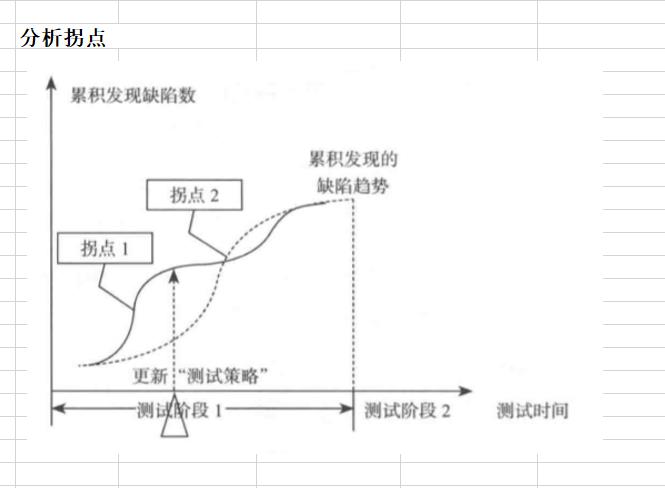 分析拐点
累积发现缺陷数
累积发现的
缺陷趋势
拐点 2
拐点 1
更新“测试策略”
测试阶段 1
测试阶段 2
测试时间